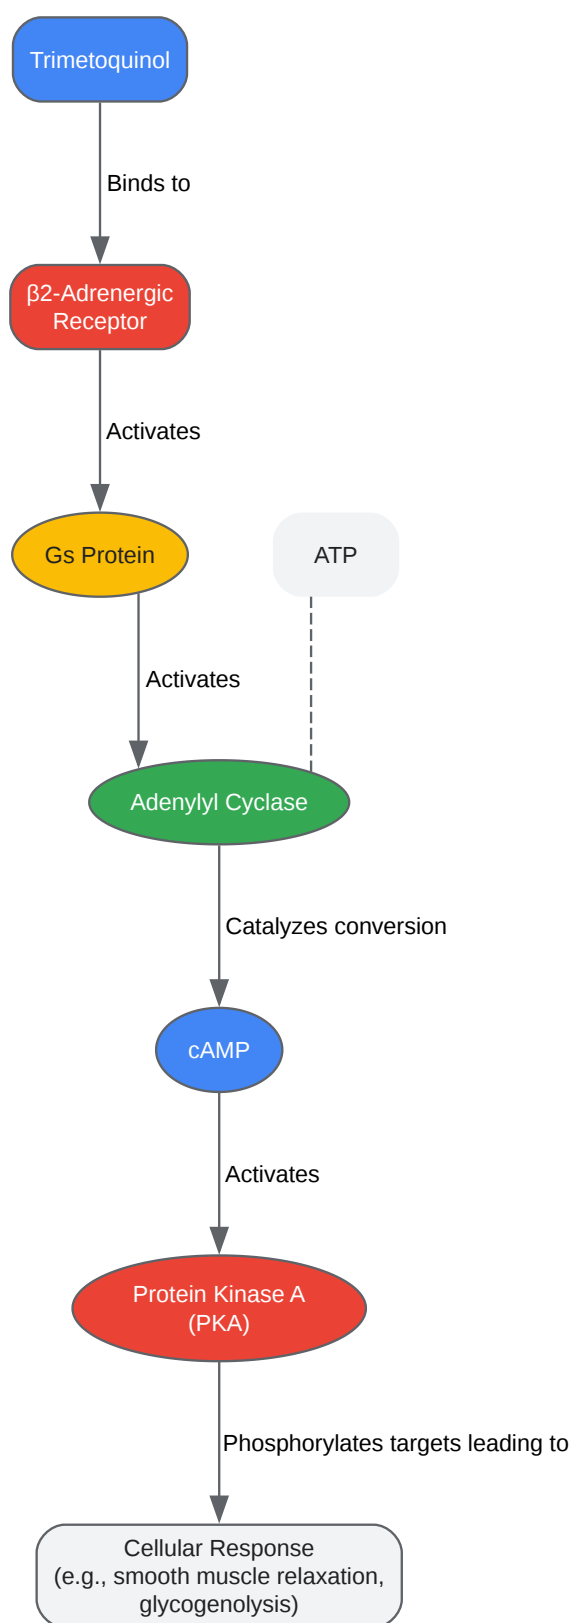 Trimetoquinol
Binds to
β2-Adrenergic
Receptor
Activates
Gs Protein
ATP
Activates
Adenylyl Cyclase
Catalyzes conversion
cAMP
Activates
Protein Kinase A
(PKA)
Phosphorylates targets leading to
Cellular Response
(e.g., smooth muscle relaxation,
glycogenolysis)